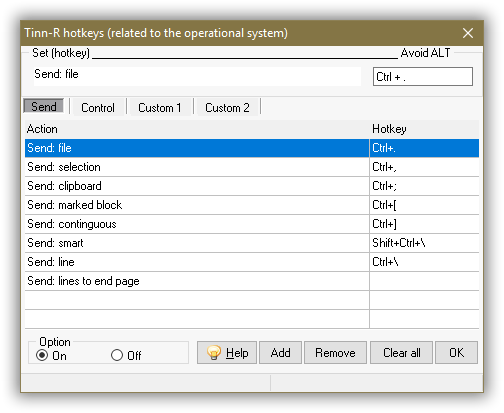 Tinn-R hotkeys (related to the operational system)
Set (hotkey) Avoid ALT
Send: file Ctrl + .
Send Control Custom 1 Custom 2
Action Hotkey
Send: file Ctrl+.
Send: selection Ctrl+,
Send: clipboard Ctrl+;
Send: marked block Ctrl+[
Send: continguous Ctrl+]
Send: smart Shift+Ctrl+\
Send: line Ctrl+\
Send: lines to end page
Option
On Off Help Add Remove Clear all OK